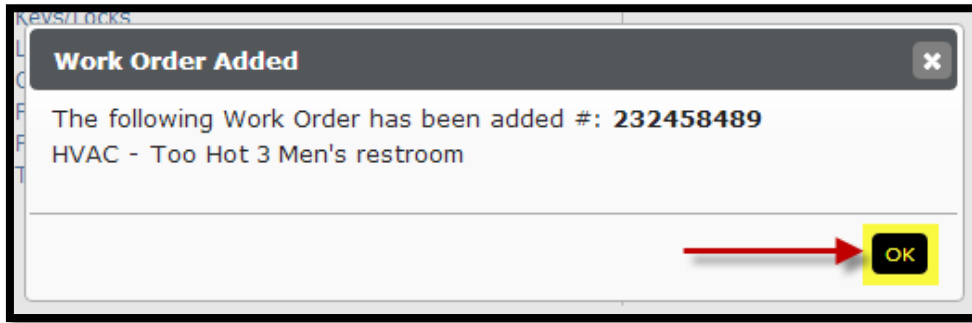 Keys/Locks
Work Order Added
The following Work Order has been added #: 232458489
HVAC - Too Hot 3 Men's restroom
OK